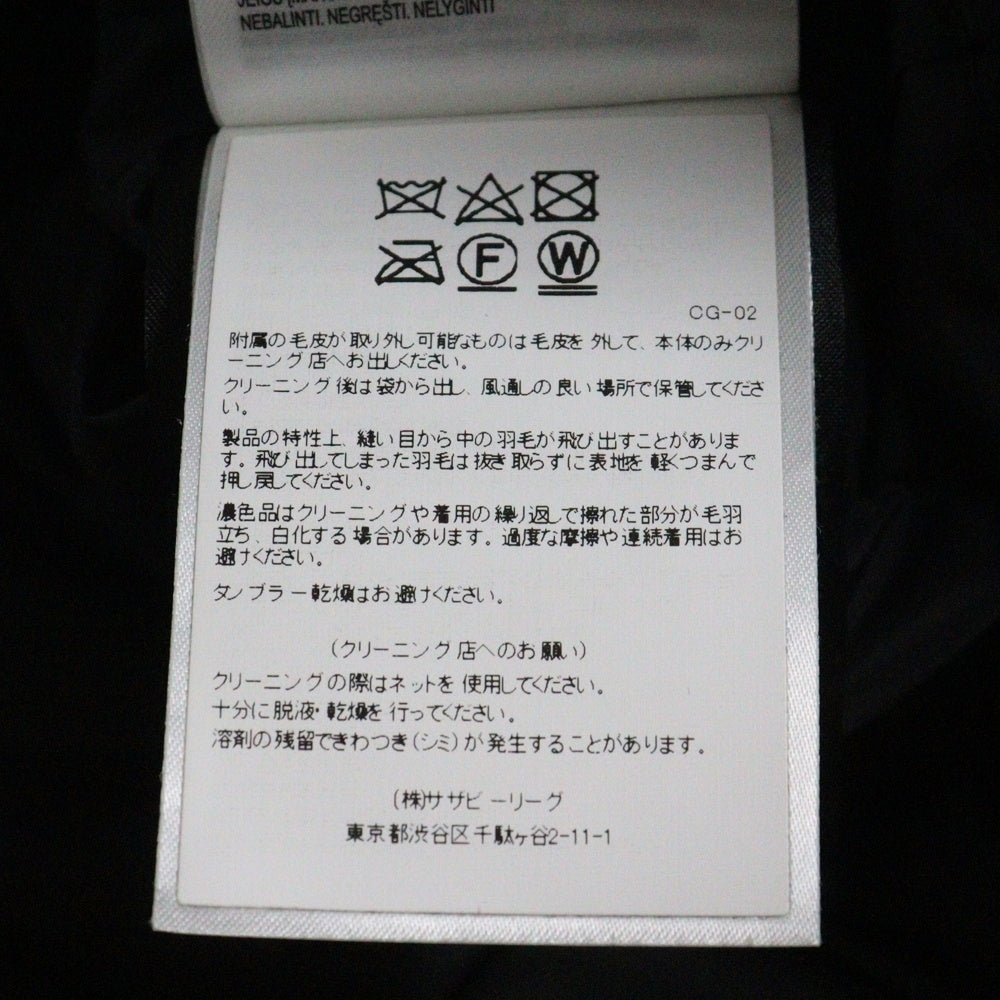 NEBALINTI. NEGRĘŠTI. NELYGINTI
F W
CG-02
附属の毛皮が取り外し可能なものは毛皮を外して、本体のみクリ
ーニング店へお出しください。
クリーニング後は袋から出し、風通しの良い場所で保管してくださ
い。
製品の特性上、縫い目から中の羽毛が飛び出すことがありま
す。飛び出してしまった羽毛は抜き取らずに表地を軽くつまんで
押し戻してください。
濃色品はクリーニングや着用の繰り返しで擦れた部分が毛羽
立ち、白化する場合があります。過度な摩擦や連続着用はお
避けください。
タンブラー乾燥はお避けください。
(クリーニング店へのお願い)
クリーニングの際はネットを使用してください。
十分に脱液・乾燥を行ってください。
溶剤の残留できわつき(シミ)が発生することがあります。
(株)サザビーリーグ
東京都渋谷区千駄ヶ谷2-11-1